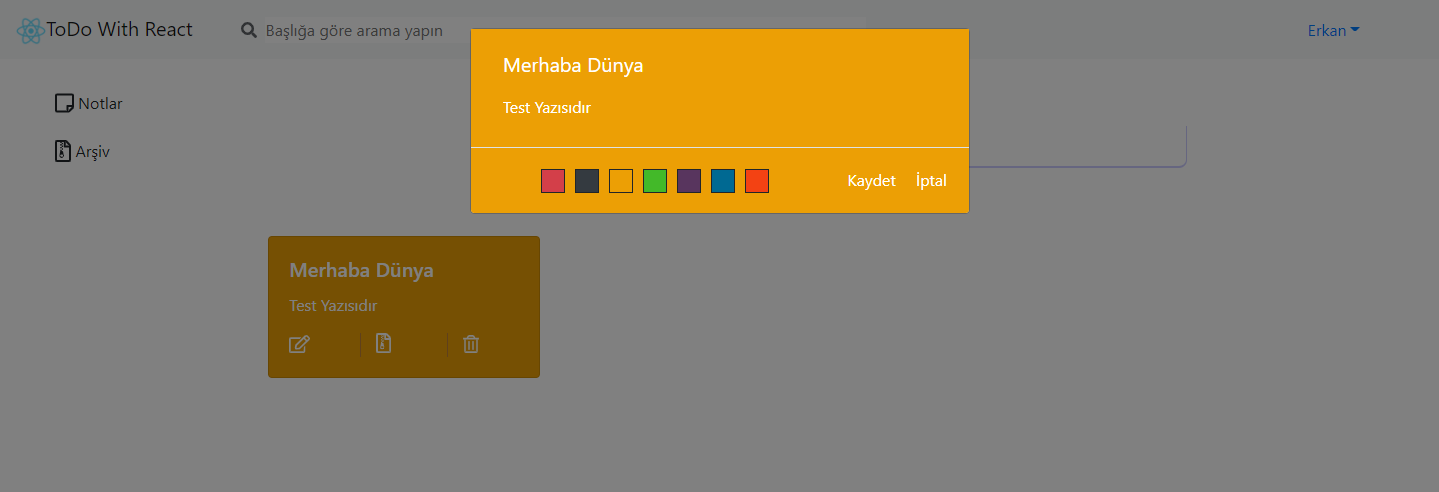 ToDo With React
Başlığa göre arama yapın
Erkan
Notlar
Arşiv
Merhaba Dünya
Test Yazısıdır
Kaydet İptal
Merhaba Dünya
Test Yazısıdır